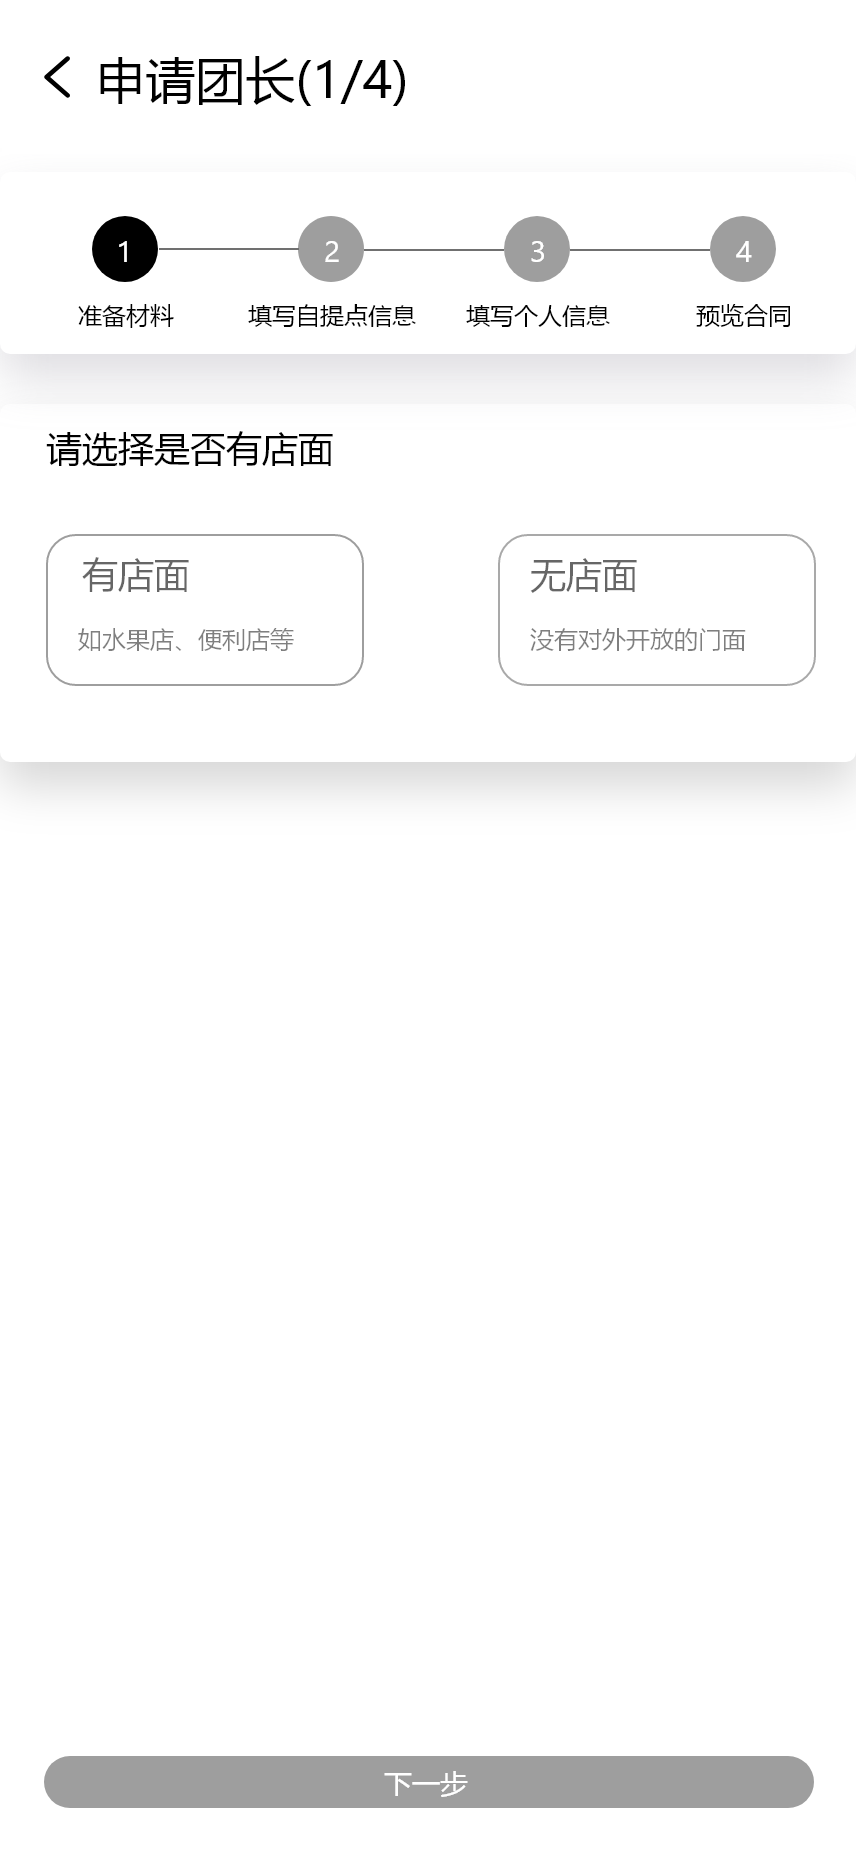 申请团长(1/4)
1
2
3
4
准备材料
填写自提点信息
填写个人信息
预览合同
请选择是否有店面
有店面
如水果店、便利店等
无店面
没有对外开放的门面
下一步